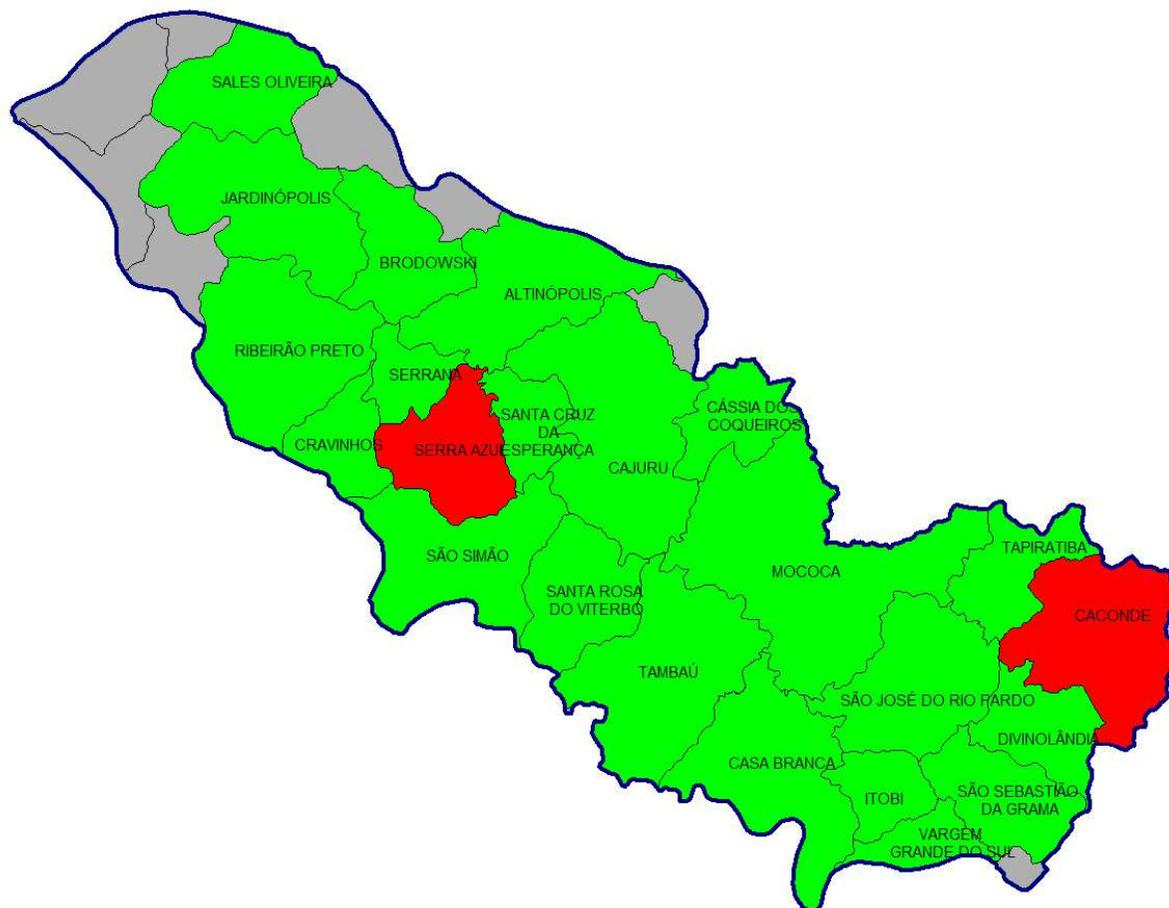 SALES OLIVEIRA
JARDINÓPOLIS
BRODOWSKI
ALTINÓPOLIS
RIBEIRÃO PRETO
SERRANA
CÁSSIA DOS
COQUEIROS
SANTA CRUZ
DA
ESPERANÇA
CRAVINHOS
SERRA AZU
CAJURU
SÃO SIMÃO
TAPIRATIBA
MOCOCA
SANTA ROSA
DO VITERBO
CACONDE
TAMBAÚ
SÃO JOSÉ DO RIO PARDO
DIVINOLÂNDIA
CASA BRANCA
ITOBI
SÃO SEBASTIÃO
DA GRAMA
VARGEM
GRANDE DO SUL